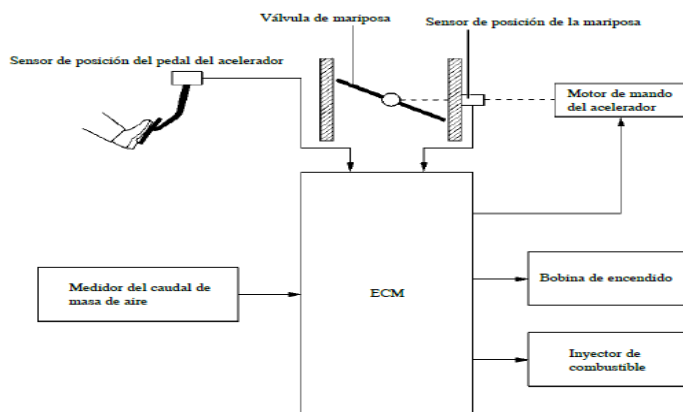 Válvula de mariposa
Sensor de posición de la mariposa
Sensor de posición del pedal del acelerador
Motor de mando
del acelerador
Medidor del caudal de
masa de aire
ECM
Bobina de encendido
Inyector de
combustible